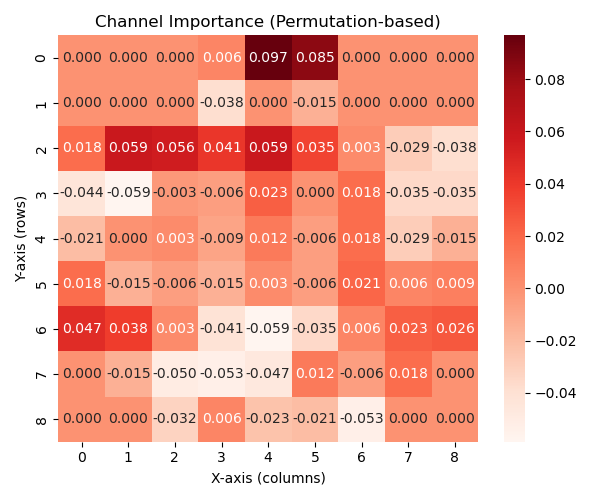 Channel Importance (Permutation-based)
0 0.000 0.000 0.000 0.006 0.097 0.085 0.000 0.000 0.000
1 0.000 0.000 0.000 -0.038 0.000 -0.015 0.000 0.000 0.000
2 0.018 0.059 0.056 0.041 0.059 0.035 0.003 -0.029 -0.038
3 -0.044 -0.059 -0.003 -0.006 0.023 0.000 0.018 -0.035 -0.035
4 -0.021 0.000 0.003 -0.009 0.012 -0.006 0.018 -0.029 -0.015
5 0.018 -0.015 -0.006 -0.015 0.003 -0.006 0.021 0.006 0.009
6 0.047 0.038 0.003 -0.041 -0.059 -0.035 0.006 0.023 0.026
7 0.000 -0.015 -0.050 -0.053 -0.047 0.012 -0.006 0.018 0.000
8 0.000 0.000 -0.032 0.006 -0.023 -0.021 -0.053 0.000 0.000
0 1 2 3 4 5 6 7 8
X-axis (columns)
Y-axis (rows)
0.08
0.06
0.04
0.02
0.00
−0.02
−0.04